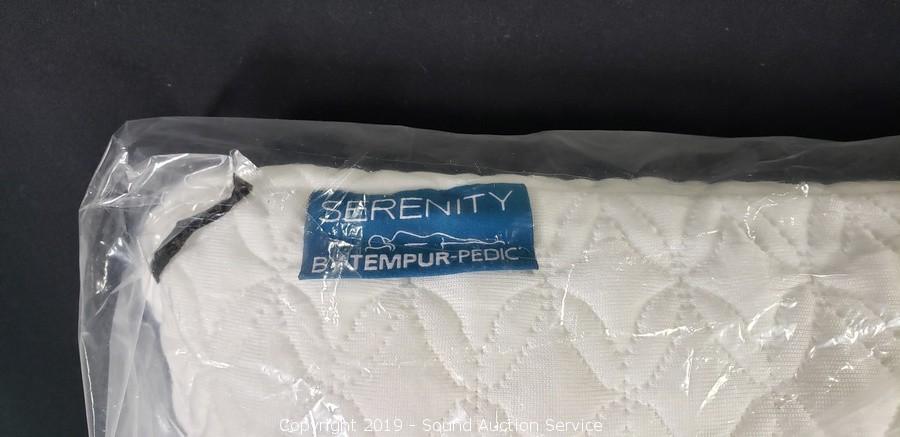 SERENITY
BY TEMPUR-PEDIC
Copyright 2019 - Sound Auction Service